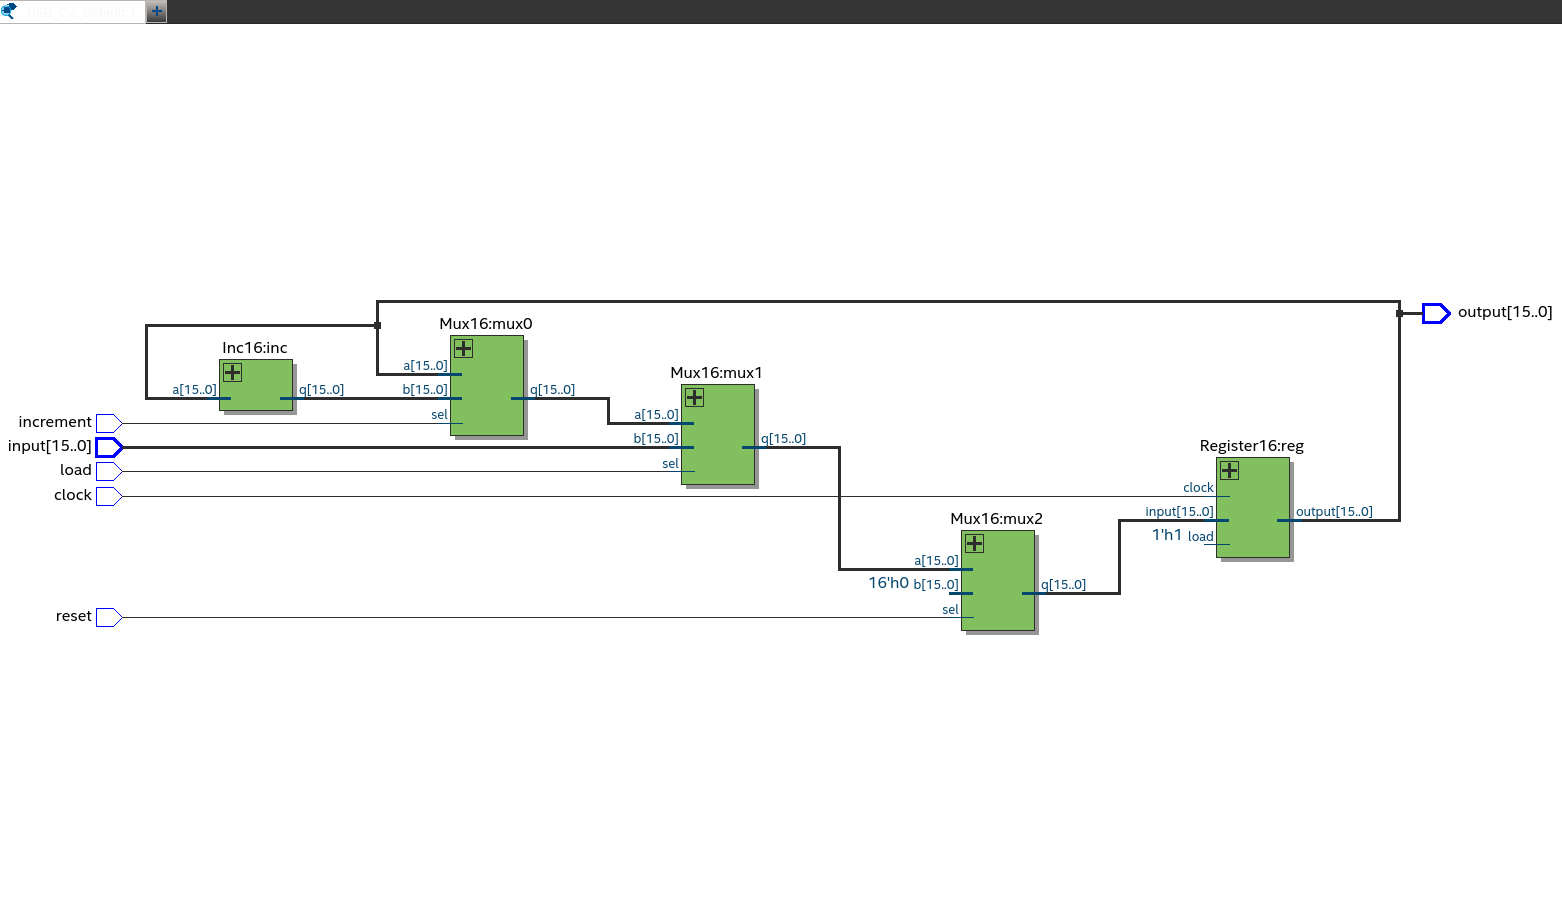 Inc16:inc
a[15..0]
q[15..0]
Mux16:mux0
a[15..0]
b[15..0]
sel
q[15..0]
Mux16:mux1
a[15..0]
b[15..0]
sel
q[15..0]
increment
input[15..0]
load
clock
reset
Mux16:mux2
a[15..0]
16'h0 b[15..0]
sel
q[15..0]
Register16:reg
clock
input[15..0]
1'h1 load
output[15..0]
output[15..0]